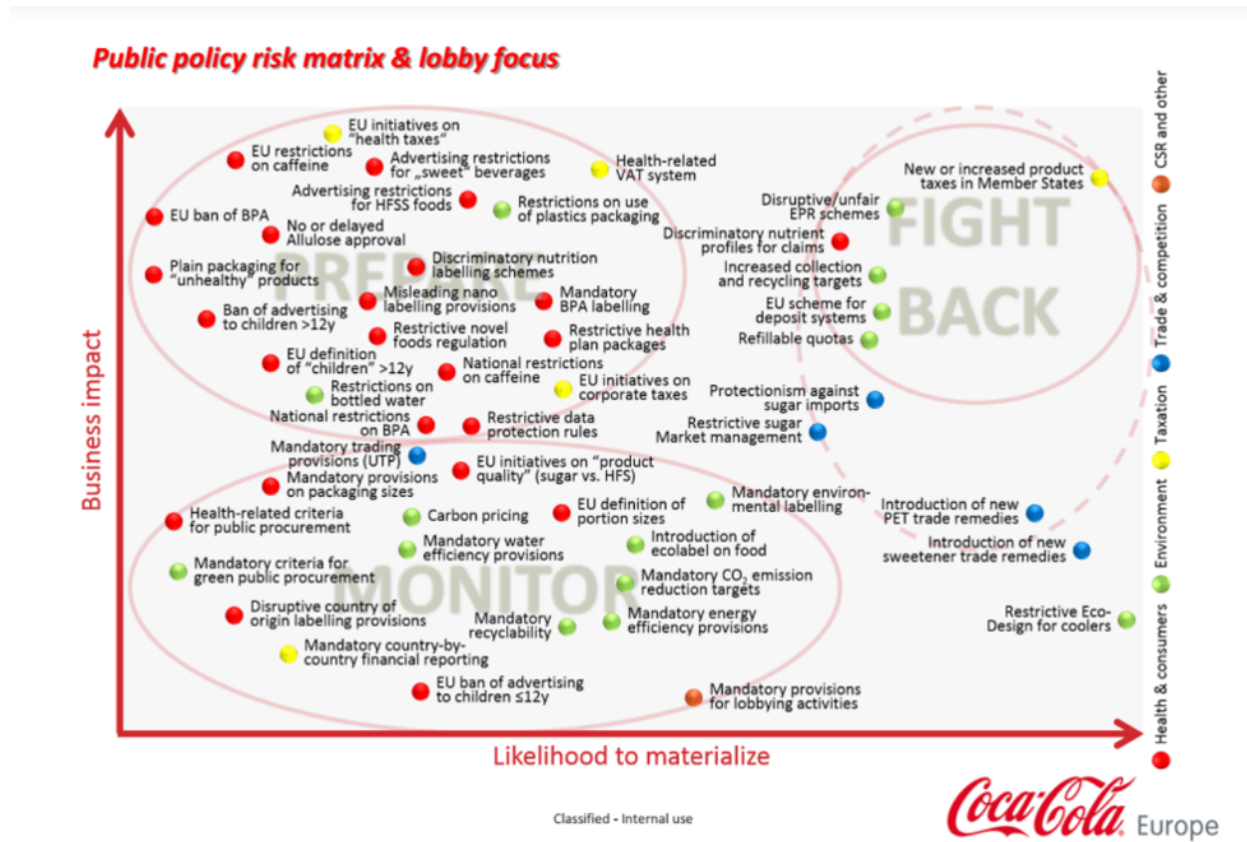 Public policy risk matrix & lobby focus
EU initiatives on
"health taxes"
EU restrictions
on caffeine
Advertising restrictions
for „sweet" beverages
Health-related
VAT system
Advertising restrictions
for HFSS foods
Restrictions on use
of plastics packaging
EU ban of BPA
No or delayed
Allulose approval
PREPARE
Discriminatory nutrition
labelling schemes
Plain packaging for
"unhealthy" products
Misleading nano
labelling provisions
Mandatory
BPA labelling
Ban of advertising
to children >12y
Restrictive novel
foods regulation
Restrictive health
plan packages
EU definition
of "children" >12y
National restrictions
on caffeine
EU initiatives on
corporate taxes
Restrictions on
bottled water
National restrictions
on BPA
Restrictive data
protection rules
New or increased product
taxes in Member States
Disruptive/unfair
EPR schemes
FIGHT
BACK
Discriminatory nutrient
profiles for claims
Increased collection
and recycling targets
EU scheme for
deposit systems
Refillable quotas
Protectionism against
sugar imports
Restrictive sugar
Market management
Introduction of new
PET trade remedies
Introduction of new
sweetener trade remedies
Restrictive Eco-
Design for coolers
Mandatory trading
provisions (UTP)
EU initiatives on "product
quality" (sugar vs. HFS)
Mandatory provisions
on packaging sizes
Mandatory environ-
mental labelling
Health-related criteria
for public procurement
Carbon pricing
EU definition of
portion sizes
Mandatory water
efficiency provisions
Introduction of
ecolabel on food
Mandatory criteria for
green public procurement
MONITOR
Mandatory CO₂ emission
reduction targets
Disruptive country of
origin labelling provisions
Mandatory
recyclability
Mandatory energy
efficiency provisions
Mandatory country-by-
country financial reporting
EU ban of advertising
to children ≤12y
Mandatory provisions
for lobbying activities
Business impact
Likelihood to materialize
Health & consumers
Environment
Taxation
Trade & competition
CSR and other
Classified - Internal use
Coca-Cola Europe